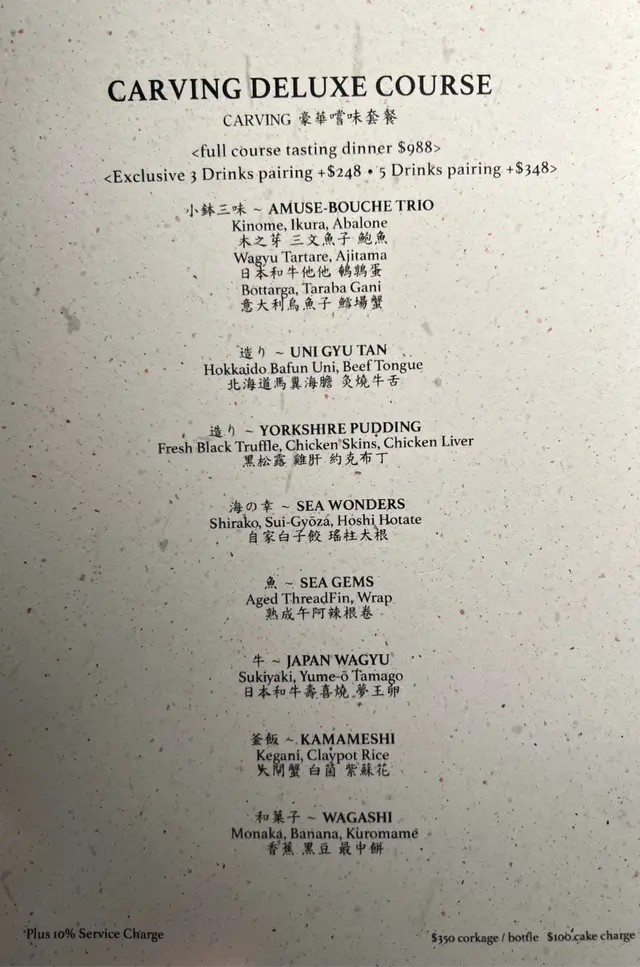 CARVING DELUXE COURSE
CARVING 豪華嚐味套餐
<full course tasting dinner $988>
<Exclusive 3 Drinks pairing +$248 • 5 Drinks pairing +$348>
小鉢三味 ~ AMUSE-BOUCHE TRIO
Kinome, Ikura, Abalone
木之芽 三文魚子 鮑魚
Wagyu Tartare, Ajitama
日本和牛他他 鵪鶉蛋
Bottarga, Taraba Gani
意大利烏魚子 鱈場蟹
造り ~ UNI GYU TAN
Hokkaido Bafun Uni, Beef Tongue
北海道馬糞海膽 炙燒牛舌
造り ~ YORKSHIRE PUDDING
Fresh Black Truffle, Chicken Skins, Chicken Liver
黑松露 雞肝 約克布丁
海の幸 ~ SEA WONDERS
Shirako, Sui-Gyōza, Hoshi Hotate
自家白子餃 瑤柱大根
魚 ~ SEA GEMS
Aged ThreadFin, Wrap
熟成午阿辣根卷
牛 ~ JAPAN WAGYU
Sukiyaki, Yume-ō Tamago
日本和牛壽喜燒 夢王卵
釜飯 ~ KAMAMESHI
Kegani, Claypot Rice
大閘蟹 白菌 紫蘇花
和菓子 ~ WAGASHI
Monaka, Banana, Kuromame
香蕉 黑豆 最中餅
Plus 10% Service Charge
$350 corkage / bottle $100 cake charge